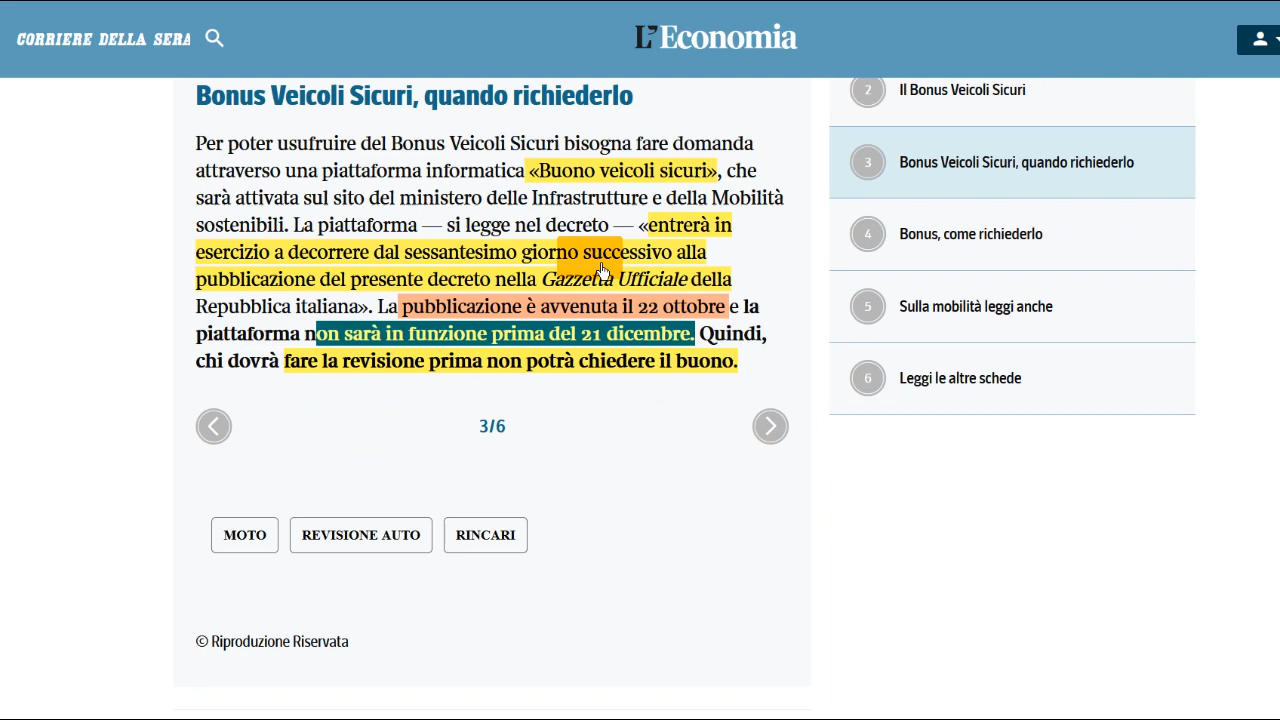 CORRIERE DELLA SERA
L'Economia
Bonus Veicoli Sicuri, quando richiederlo
Per poter usufruire del Bonus Veicoli Sicuri bisogna fare domanda
attraverso una piattaforma informatica «Buono veicoli sicuri», che
sarà attivata sul sito del ministero delle Infrastrutture e della Mobilità
sostenibili. La piattaforma — si legge nel decreto — «entrerà in
esercizio a decorrere dal sessantesimo giorno successivo alla
pubblicazione del presente decreto nella Gazzetta Ufficiale della
Repubblica italiana». La pubblicazione è avvenuta il 22 ottobre e la
piattaforma non sarà in funzione prima del 21 dicembre. Quindi,
chi dovrà fare la revisione prima non potrà chiedere il buono.
3/6
MOTO
REVISIONE AUTO
RINCARI
© Riproduzione Riservata
2 Il Bonus Veicoli Sicuri
3 Bonus Veicoli Sicuri, quando richiederlo
4 Bonus, come richiederlo
5 Sulla mobilità leggi anche
6 Leggi le altre schede